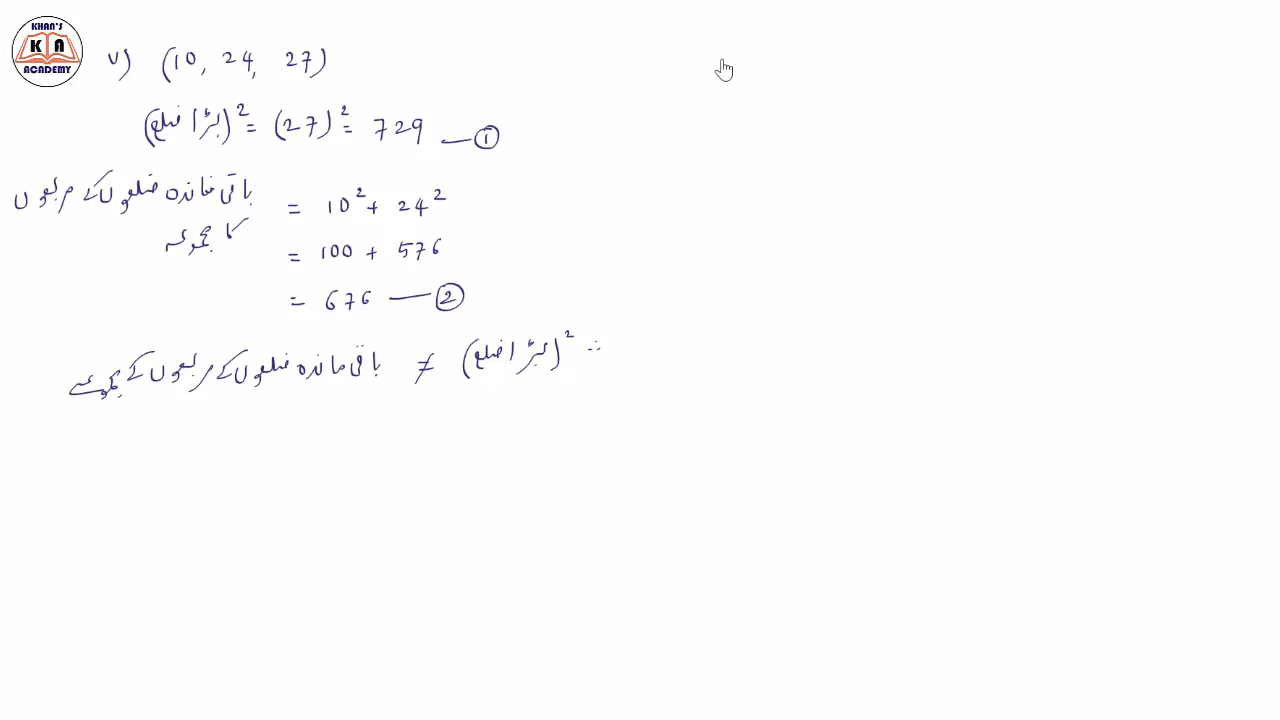 KHAN'S
K A
ACADEMY
v) (10, 24, 27)
(بڑا ضلع)² = (27)² = 729 — ①
باقی ماندہ ضلعوں کے مربعوں = 10² + 24²
کا مجموعہ
= 100 + 576
= 676 — ②
∴ (بڑا ضلع)² ≠ باقی ماندہ ضلعوں کے مربعوں کے مجموعے